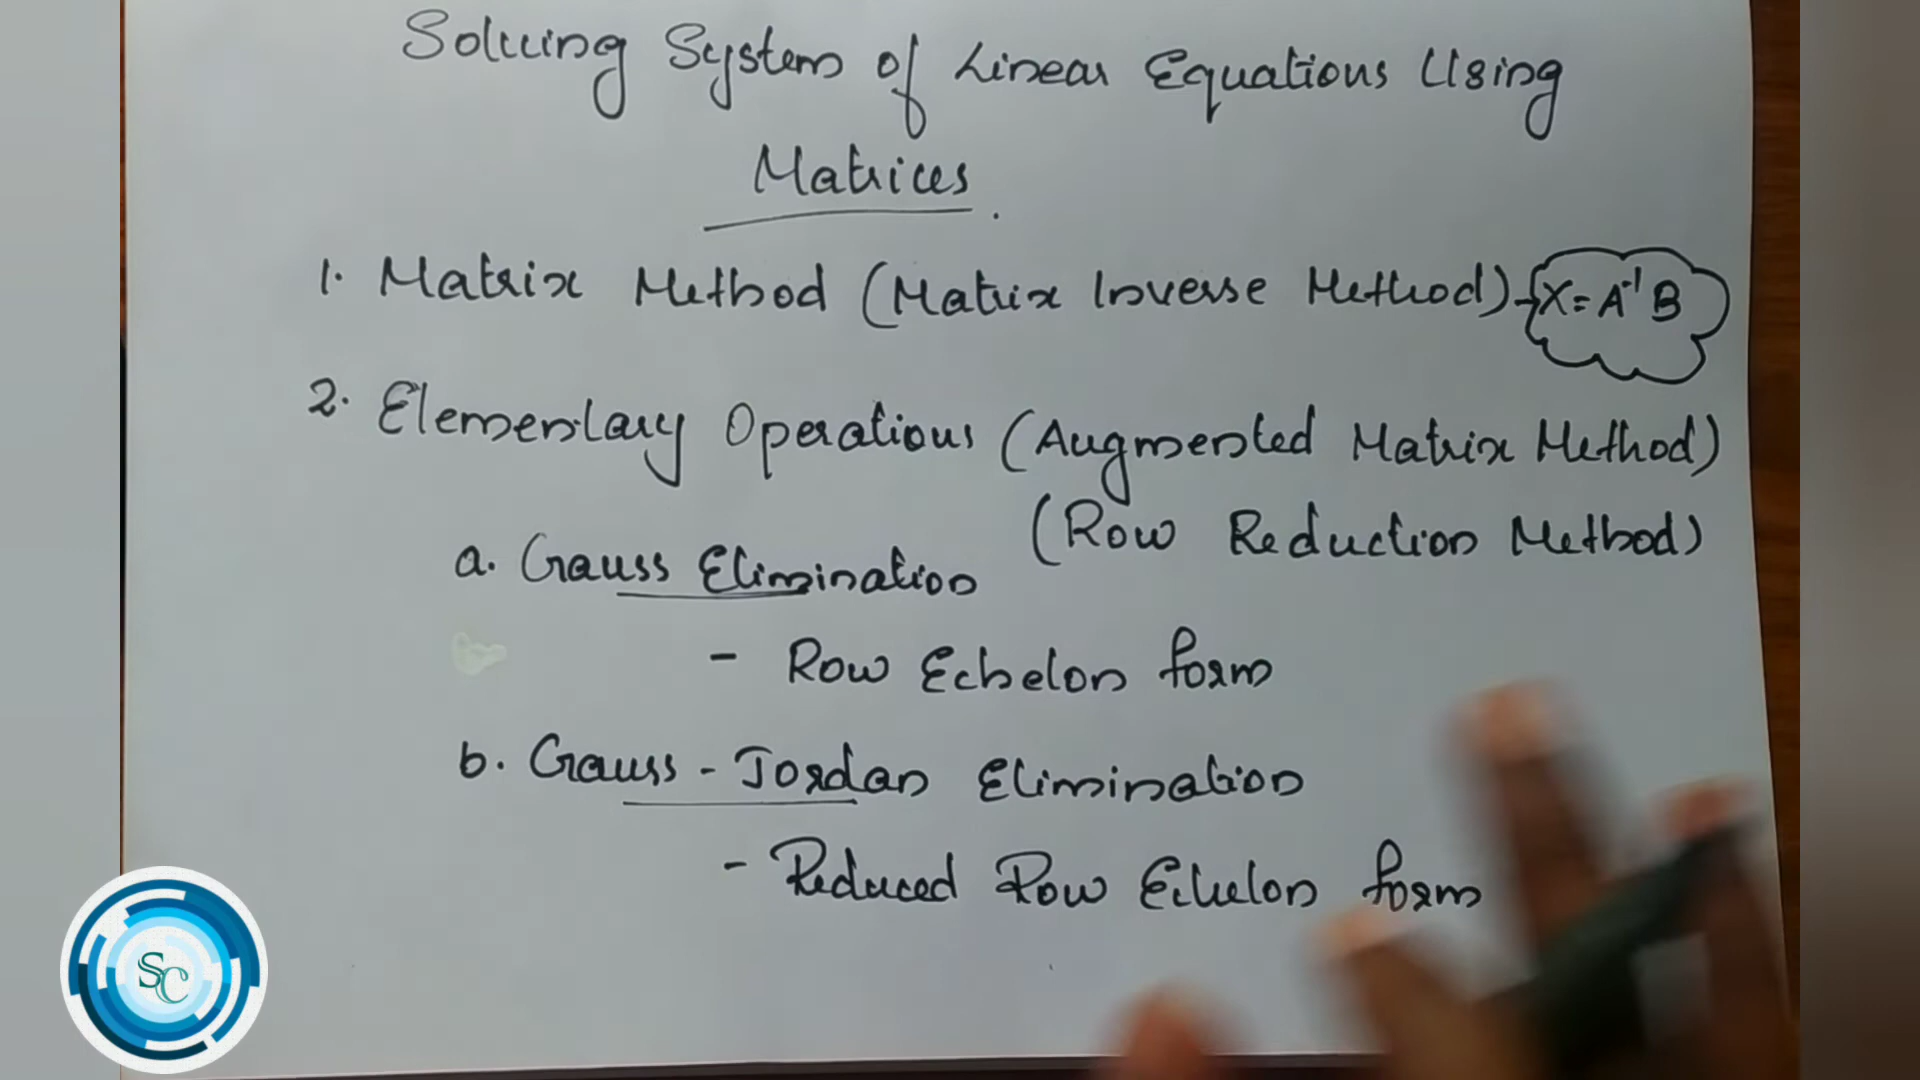 Solving System of Linear Equations Using
Matrices.
1. Matrix Method (Matrix Inverse Method) - X = A⁻¹B
2. Elementary Operations (Augmented Matrix Method)
(Row Reduction Method)
a. Gauss Elimination
- Row Echelon form
b. Gauss - Jordan Elimination
- Reduced Row Echelon form
SC